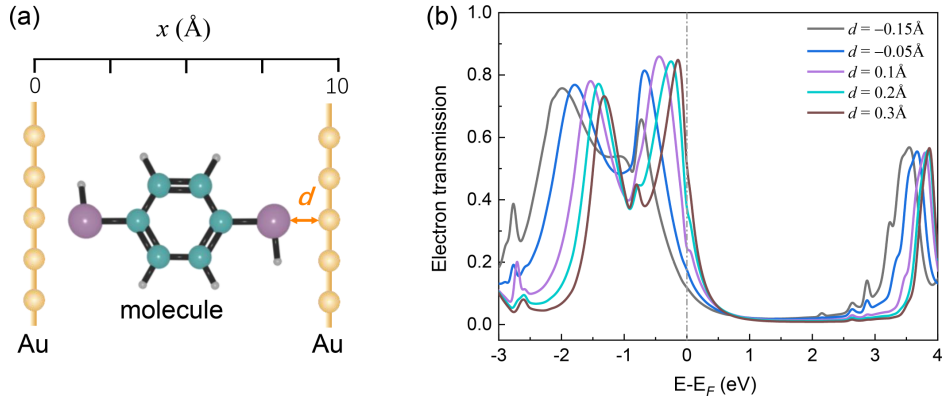 (a)
x (Å)
0
10
d
molecule
Au
Au
(b)
Electron transmission
1.0
0.8
0.6
0.4
0.2
0.0
d = −0.15Å
d = −0.05Å
d = 0.1Å
d = 0.2Å
d = 0.3Å
-3 -2 -1 0 1 2 3 4
E-E_F (eV)